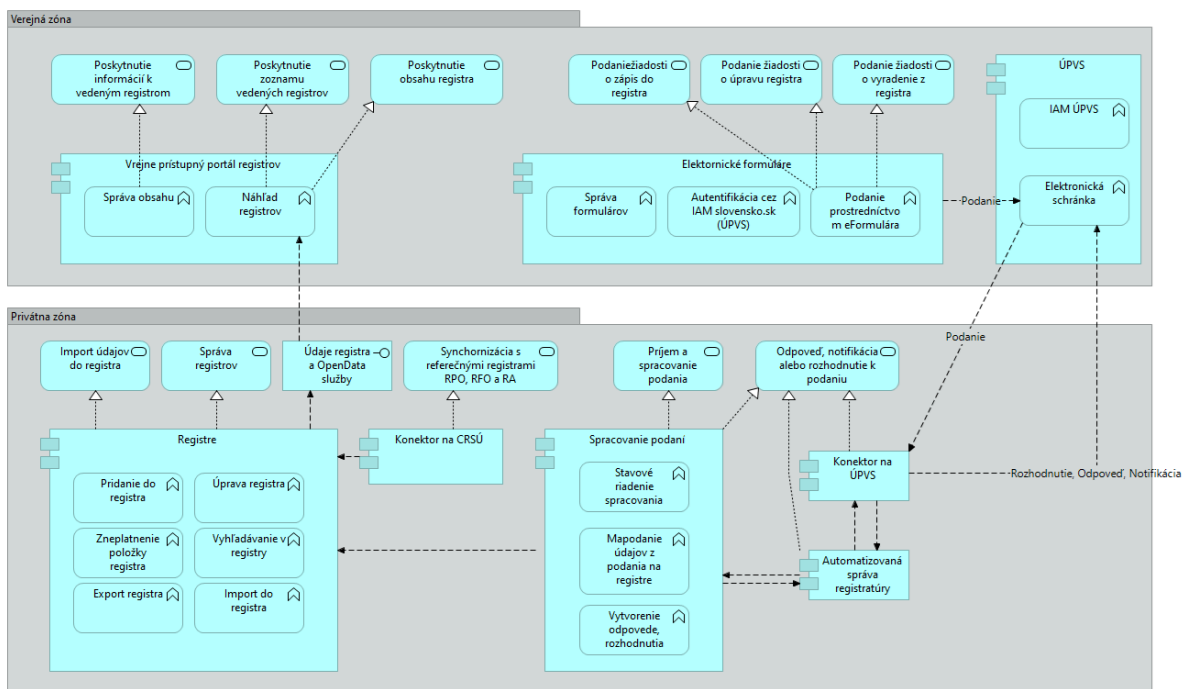 Verejná zóna
Poskytnutie
informácií k
vedeným registrom
Poskytnutie
zoznamu
vedených registrov
Poskytnutie
obsahu registra
Podaniežiadosti
o zápis do
registra
Podanie žiadosti
o úpravu registra
Podanie žiadosti
o vyradenie z
registra
ÚPVS
IAM ÚPVS
Elektronická
schránka
Vrejne prístupný portál registrov
Správa obsahu
Náhľad
registrov
Elektornické formuláre
Správa
formulárov
Autentifikácia cez
IAM slovensko.sk
(ÚPVS)
Podanie
prostredníctvo
m eFormulára
Podanie
Privátna zóna
Podanie
Import údajov
do registra
Správa
registrov
Údaje registra
a OpenData
služby
Synchornizácia s
referečnými registrami
RPO, RFO a RA
Príjem a
spracovanie
podania
Odpoveď, notifikácia
alebo rozhodnutie k
podaniu
Registre
Pridanie do
registra
Úprava registra
Zneplatnenie
položky
registra
Vyhľadávanie v
registry
Export registra
Import do
registra
Konektor na CRSÚ
Spracovanie podaní
Stavové
riadenie
spracovania
Mapodanie
údajov z
podania na
registre
Vytvorenie
odpovede,
rozhodnutia
Konektor na
ÚPVS
Rozhodnutie, Odpoveď, Notifikácia
Automatizovaná
správa
registratúry